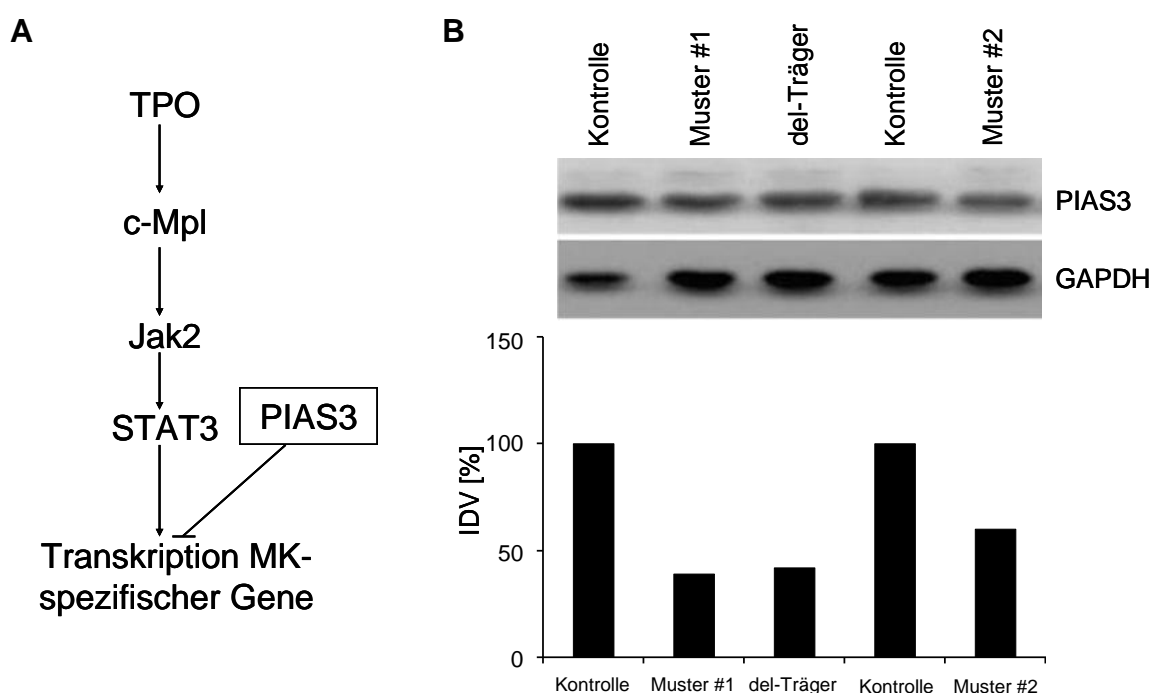 A
TPO
c-Mpl
Jak2
STAT3
PIAS3
Transkription MK-
spezifischer Gene
B
Kontrolle
Muster #1
del-Träger
Kontrolle
Muster #2
PIAS3
GAPDH
IDV [%]
150
100
50
0
Kontrolle Muster #1 del-Träger Kontrolle Muster #2